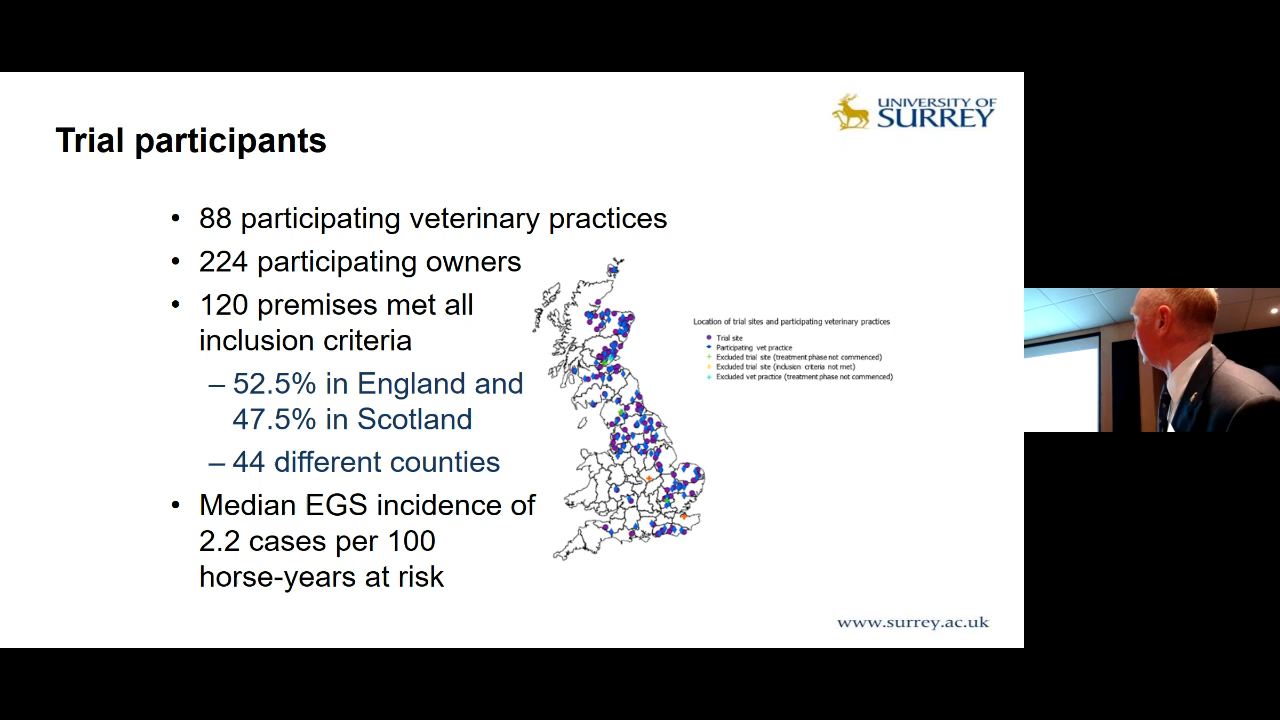 UNIVERSITY OF
SURREY
Trial participants
• 88 participating veterinary practices
• 224 participating owners
• 120 premises met all
inclusion criteria
– 52.5% in England and
47.5% in Scotland
– 44 different counties
• Median EGS incidence of
2.2 cases per 100
horse-years at risk
Location of trial sites and participating veterinary practices
Trial site
Participating vet practice
Excluded trial site (treatment phase not commenced)
Excluded trial site (inclusion criteria not met)
Excluded vet practice (treatment phase not commenced)
www.surrey.ac.uk